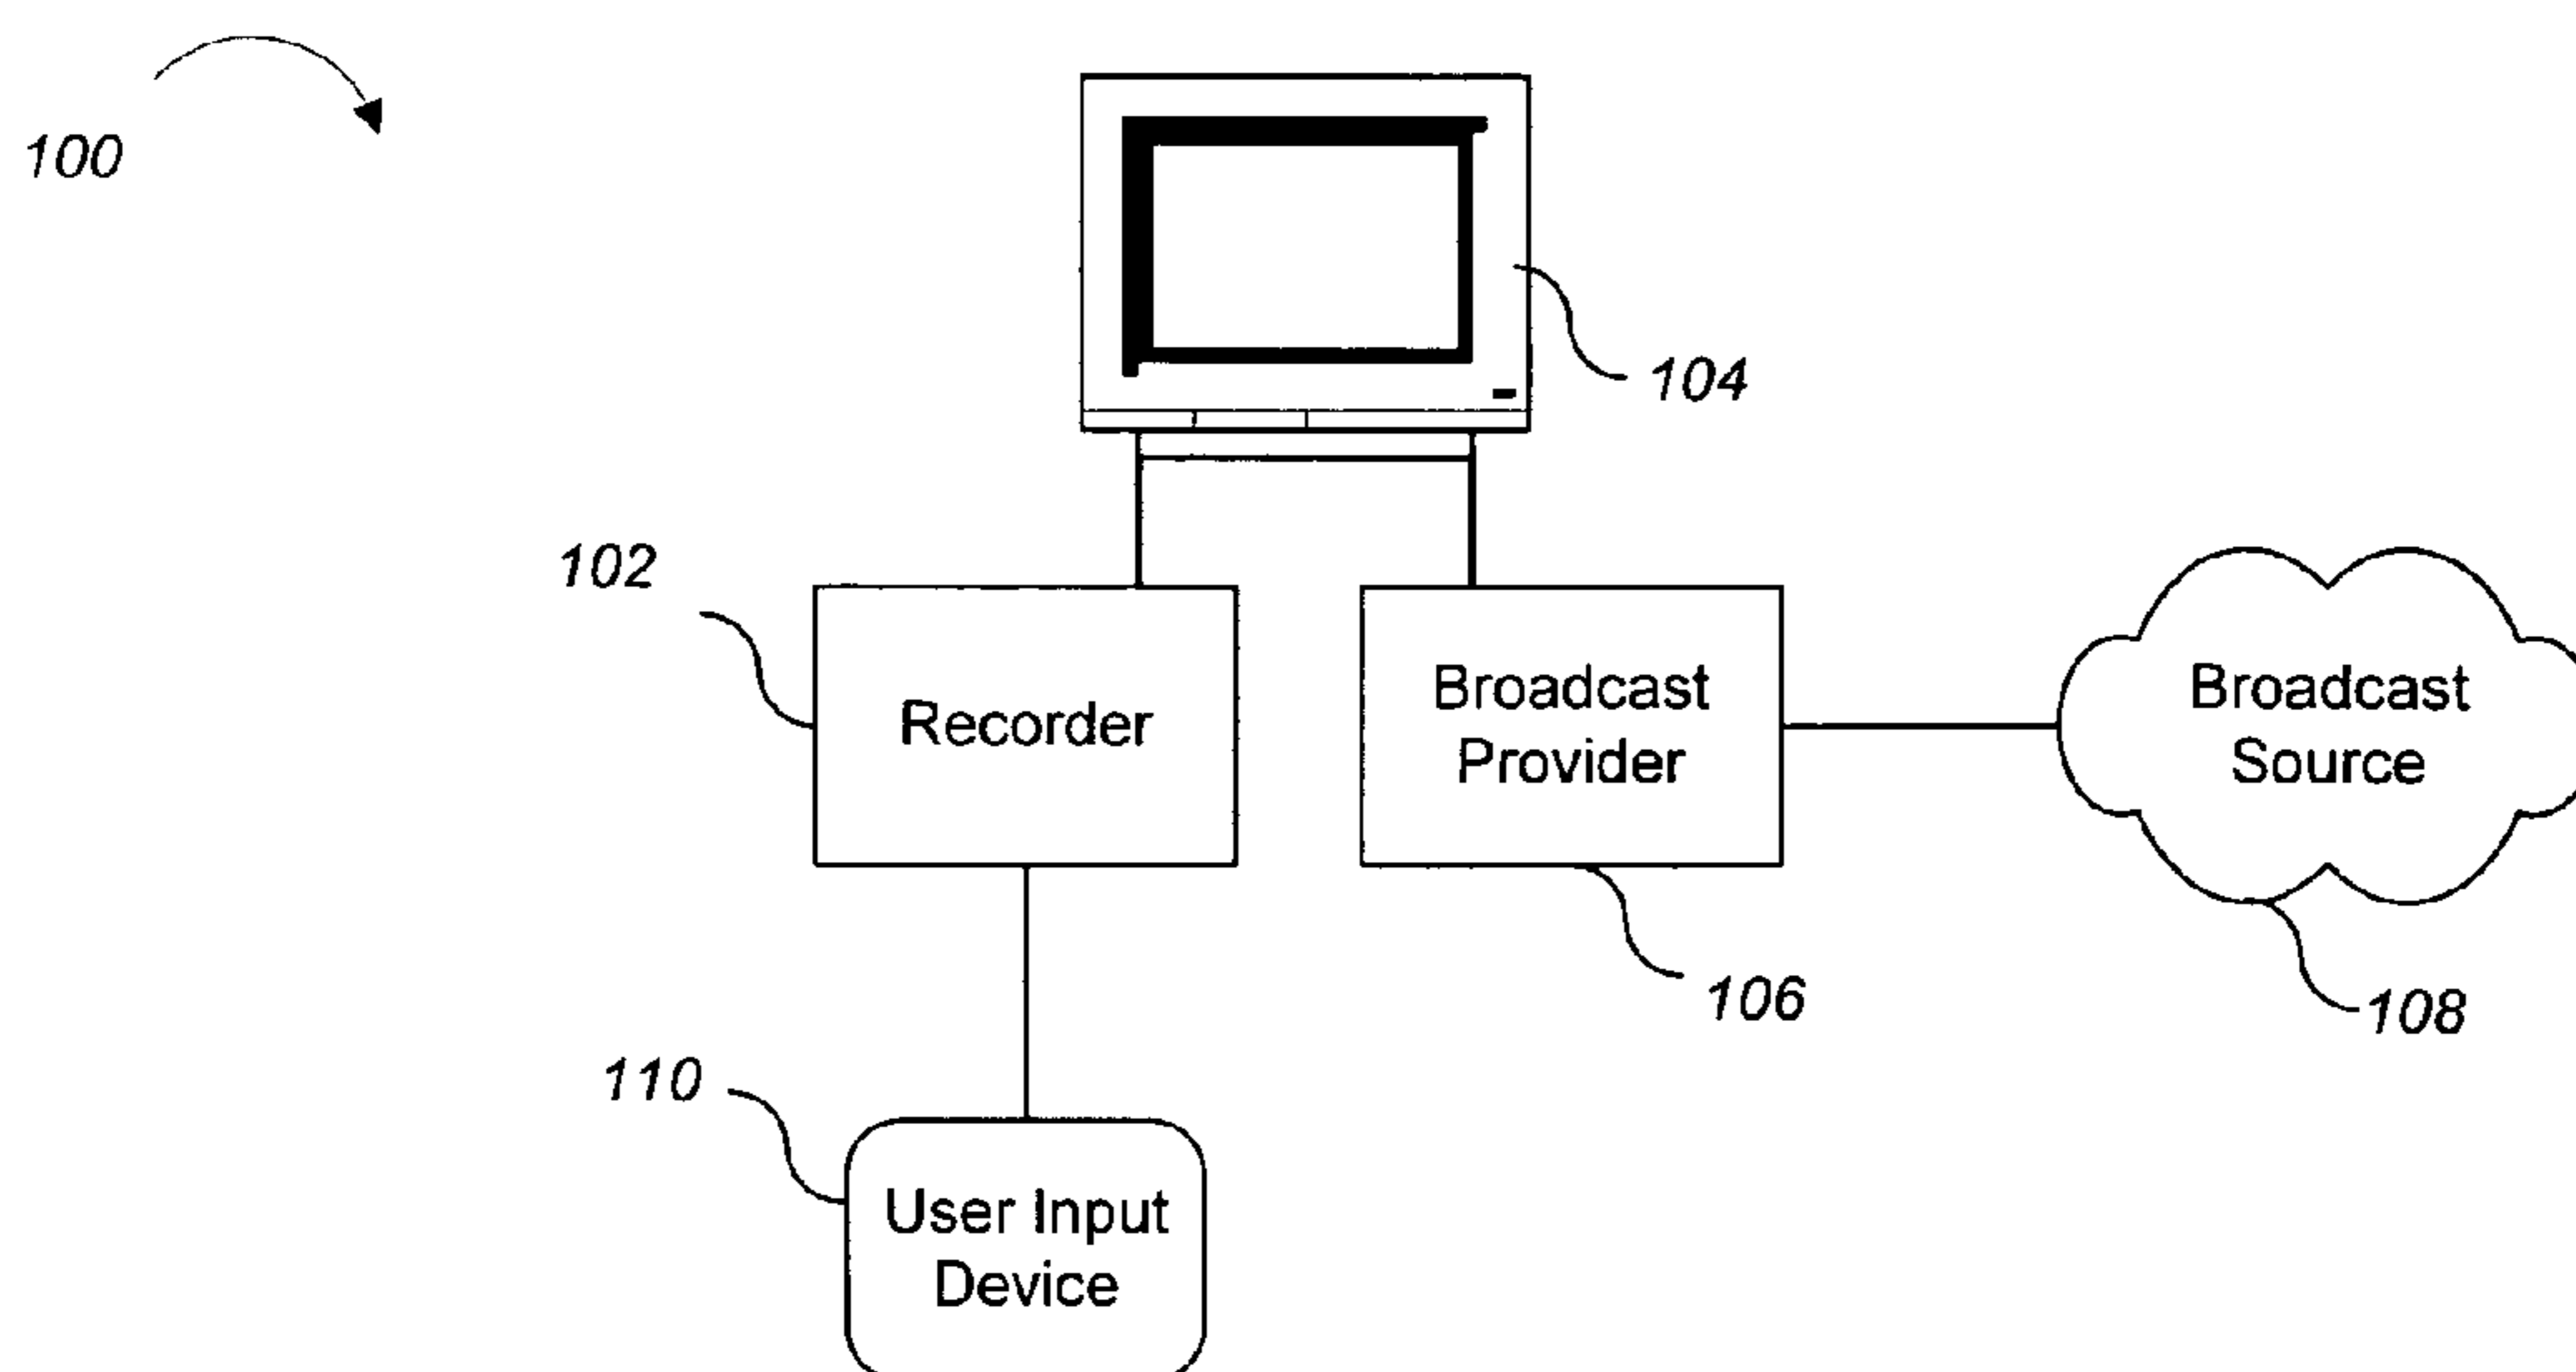 100
104
102
Recorder
Broadcast
Provider
Broadcast
Source
106
108
110
User Input
Device